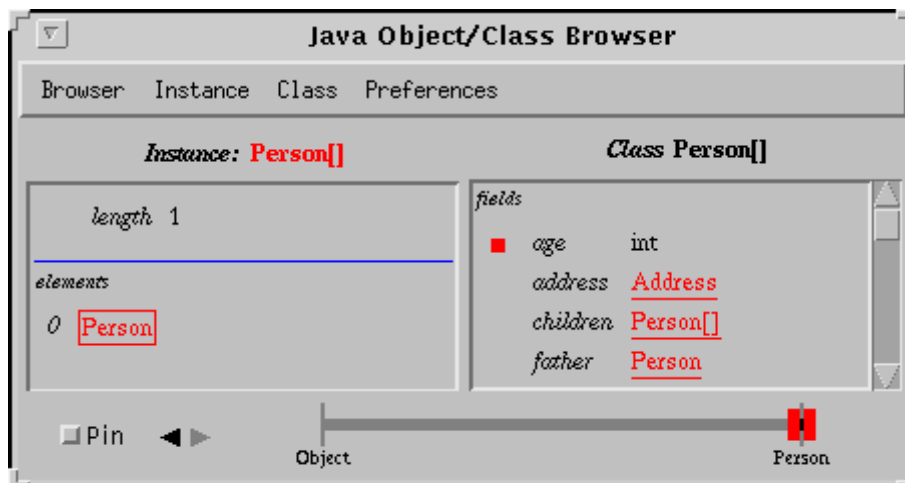 Java Object/Class Browser
Browser Instance Class Preferences
Instance: Person[]
length 1
elements
0 Person
Class Person[]
fields
age int
address Address
children Person[]
father Person
Pin
Object Person